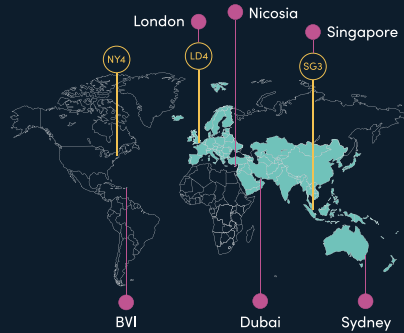 Nicosia
London
Singapore
NY4
LD4
SG3
BVI
Dubai
Sydney